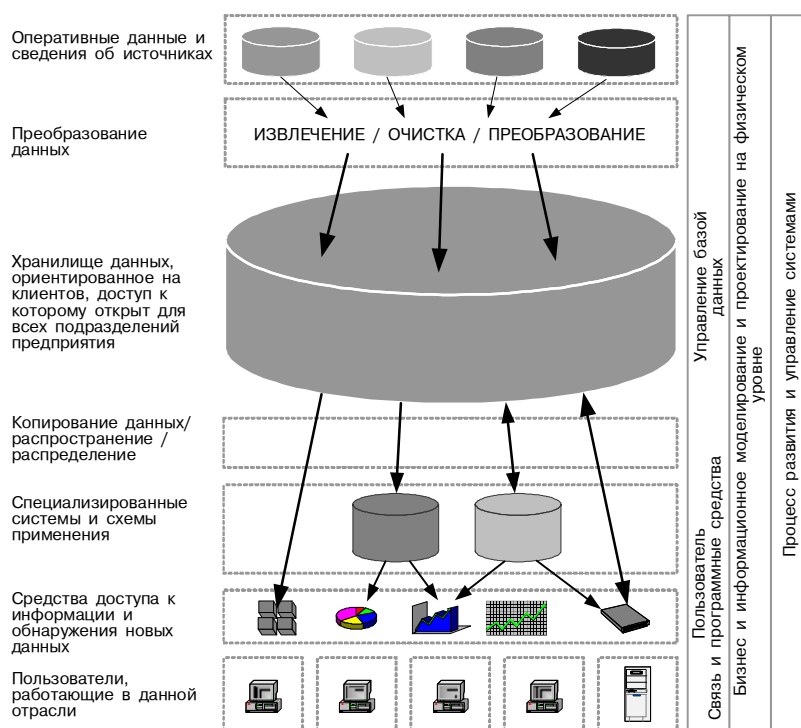 Оперативные данные и
сведения об источниках
Преобразование
данных
ИЗВЛЕЧЕНИЕ / ОЧИСТКА / ПРЕОБРАЗОВАНИЕ
Хранилище данных,
ориентированное на
клиентов, доступ к
которому открыт для
всех подразделений
предприятия
Копирование данных/
распространение /
распределение
Специализированные
системы и схемы
применения
Средства доступа к
информации и
обнаружения новых
данных
Пользователи,
работающие в данной
отрасли
Управление базой
данных
Пользователь
Связь и программные средства
Бизнес и информационное моделирование и проектирование на физическом
уровне
Процесс развития и управление системами